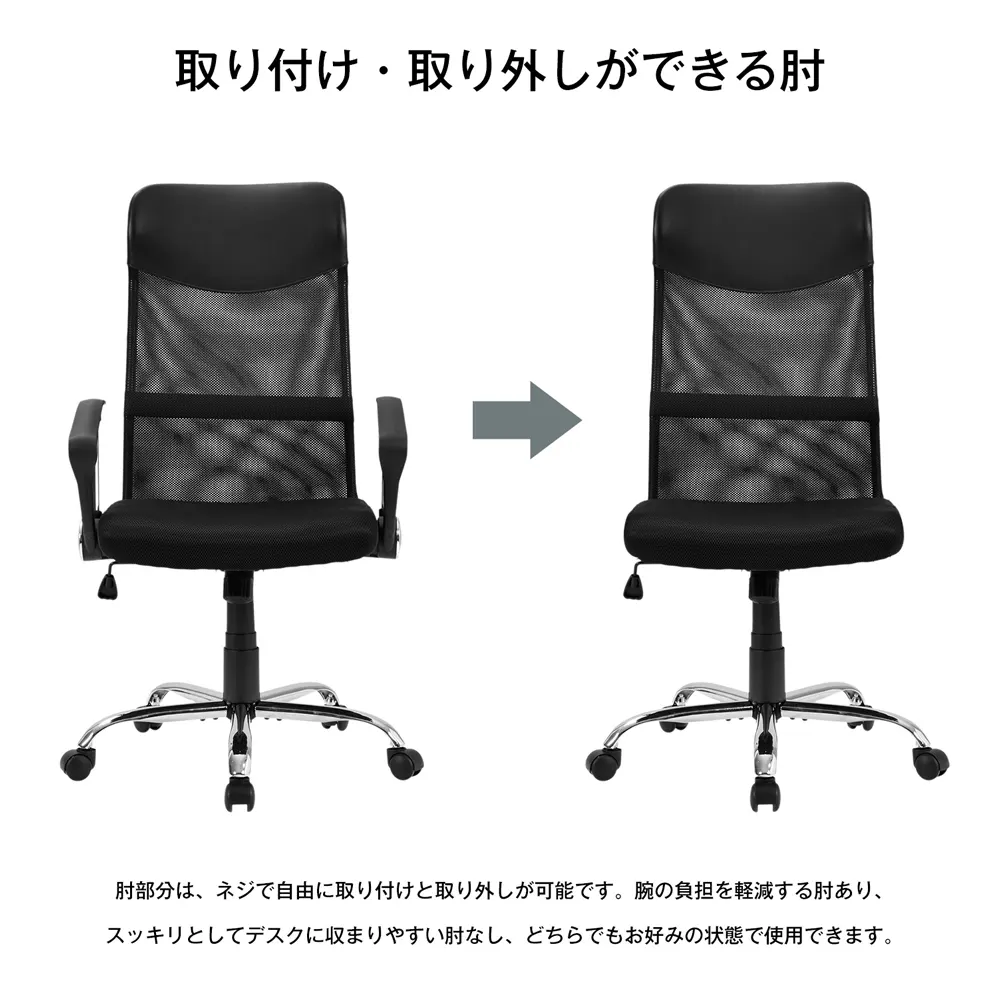 取り付け・取り外しができる肘
肘部分は、ネジで自由に取り付けと取り外しが可能です。腕の負担を軽減する肘あり、
スッキリとしてデスクに収まりやすい肘なし、どちらでもお好みの状態で使用できます。